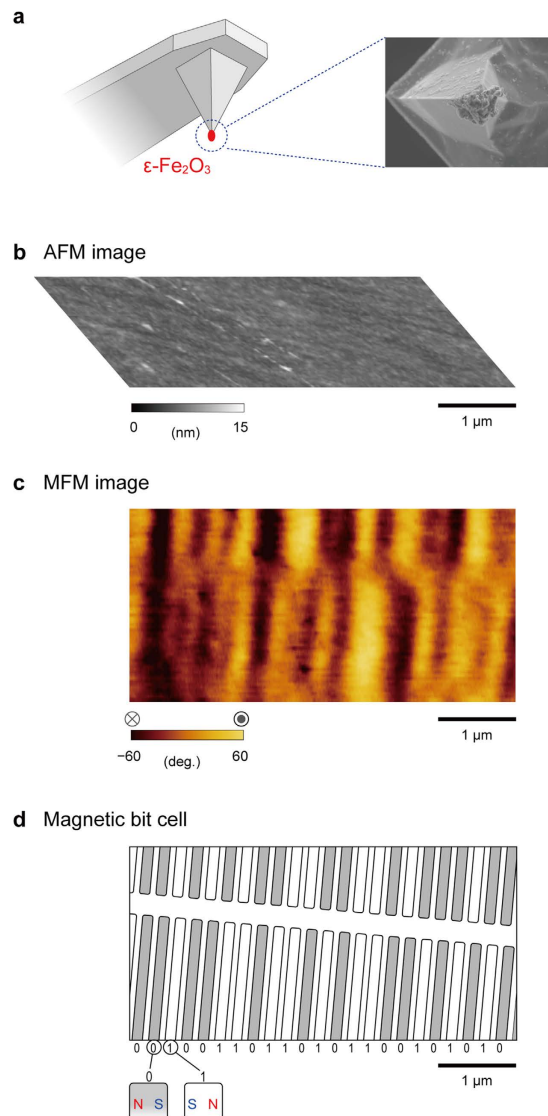 a
ε-Fe₂O₃
b AFM image
0 15
(nm)
1 μm
c MFM image
−60 60
(deg.)
1 μm
d Magnetic bit cell
0 0 1 0 0 1 1 0 1 1 0 1 0 1 1 0 0 1 0 1 0 1 0
0 1
N S S N
1 μm